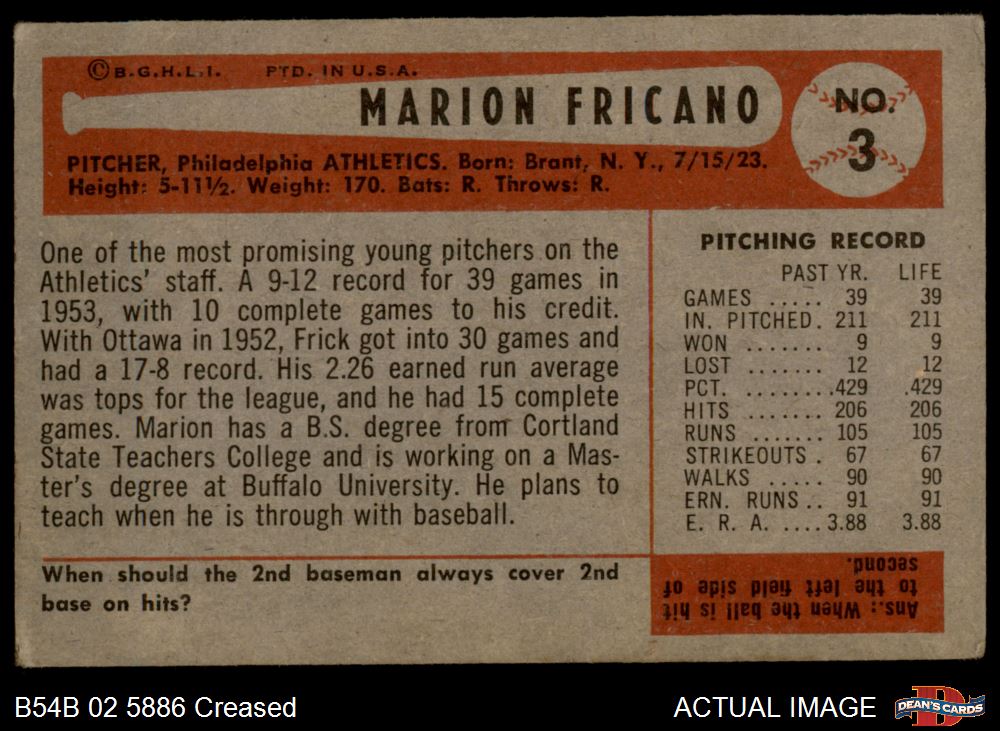 © B.G.H.L.I. PTD. IN U.S.A.
MARION FRICANO
NO.
3
PITCHER, Philadelphia ATHLETICS. Born: Brant, N. Y., 7/15/23.
Height: 5-11½. Weight: 170. Bats: R. Throws: R.
One of the most promising young pitchers on the
Athletics' staff. A 9-12 record for 39 games in
1953, with 10 complete games to his credit.
With Ottawa in 1952, Frick got into 30 games and
had a 17-8 record. His 2.26 earned run average
was tops for the league, and he had 15 complete
games. Marion has a B.S. degree from Cortland
State Teachers College and is working on a Mas-
ter's degree at Buffalo University. He plans to
teach when he is through with baseball.
PITCHING RECORD
PAST YR. LIFE
GAMES ..... 39 39
IN. PITCHED. 211 211
WON ....... 9 9
LOST ....... 12 12
PCT. ....... .429 .429
HITS ....... 206 206
RUNS ....... 105 105
STRIKEOUTS . 67 67
WALKS ..... 90 90
ERN. RUNS .. 91 91
E. R. A. .... 3.88 3.88
When should the 2nd baseman always cover 2nd
base on hits?
Ans.: When the ball is hit
to the left field side of
second.
B54B 02 5886 Creased
ACTUAL IMAGE
D
DEAN'S CARDS